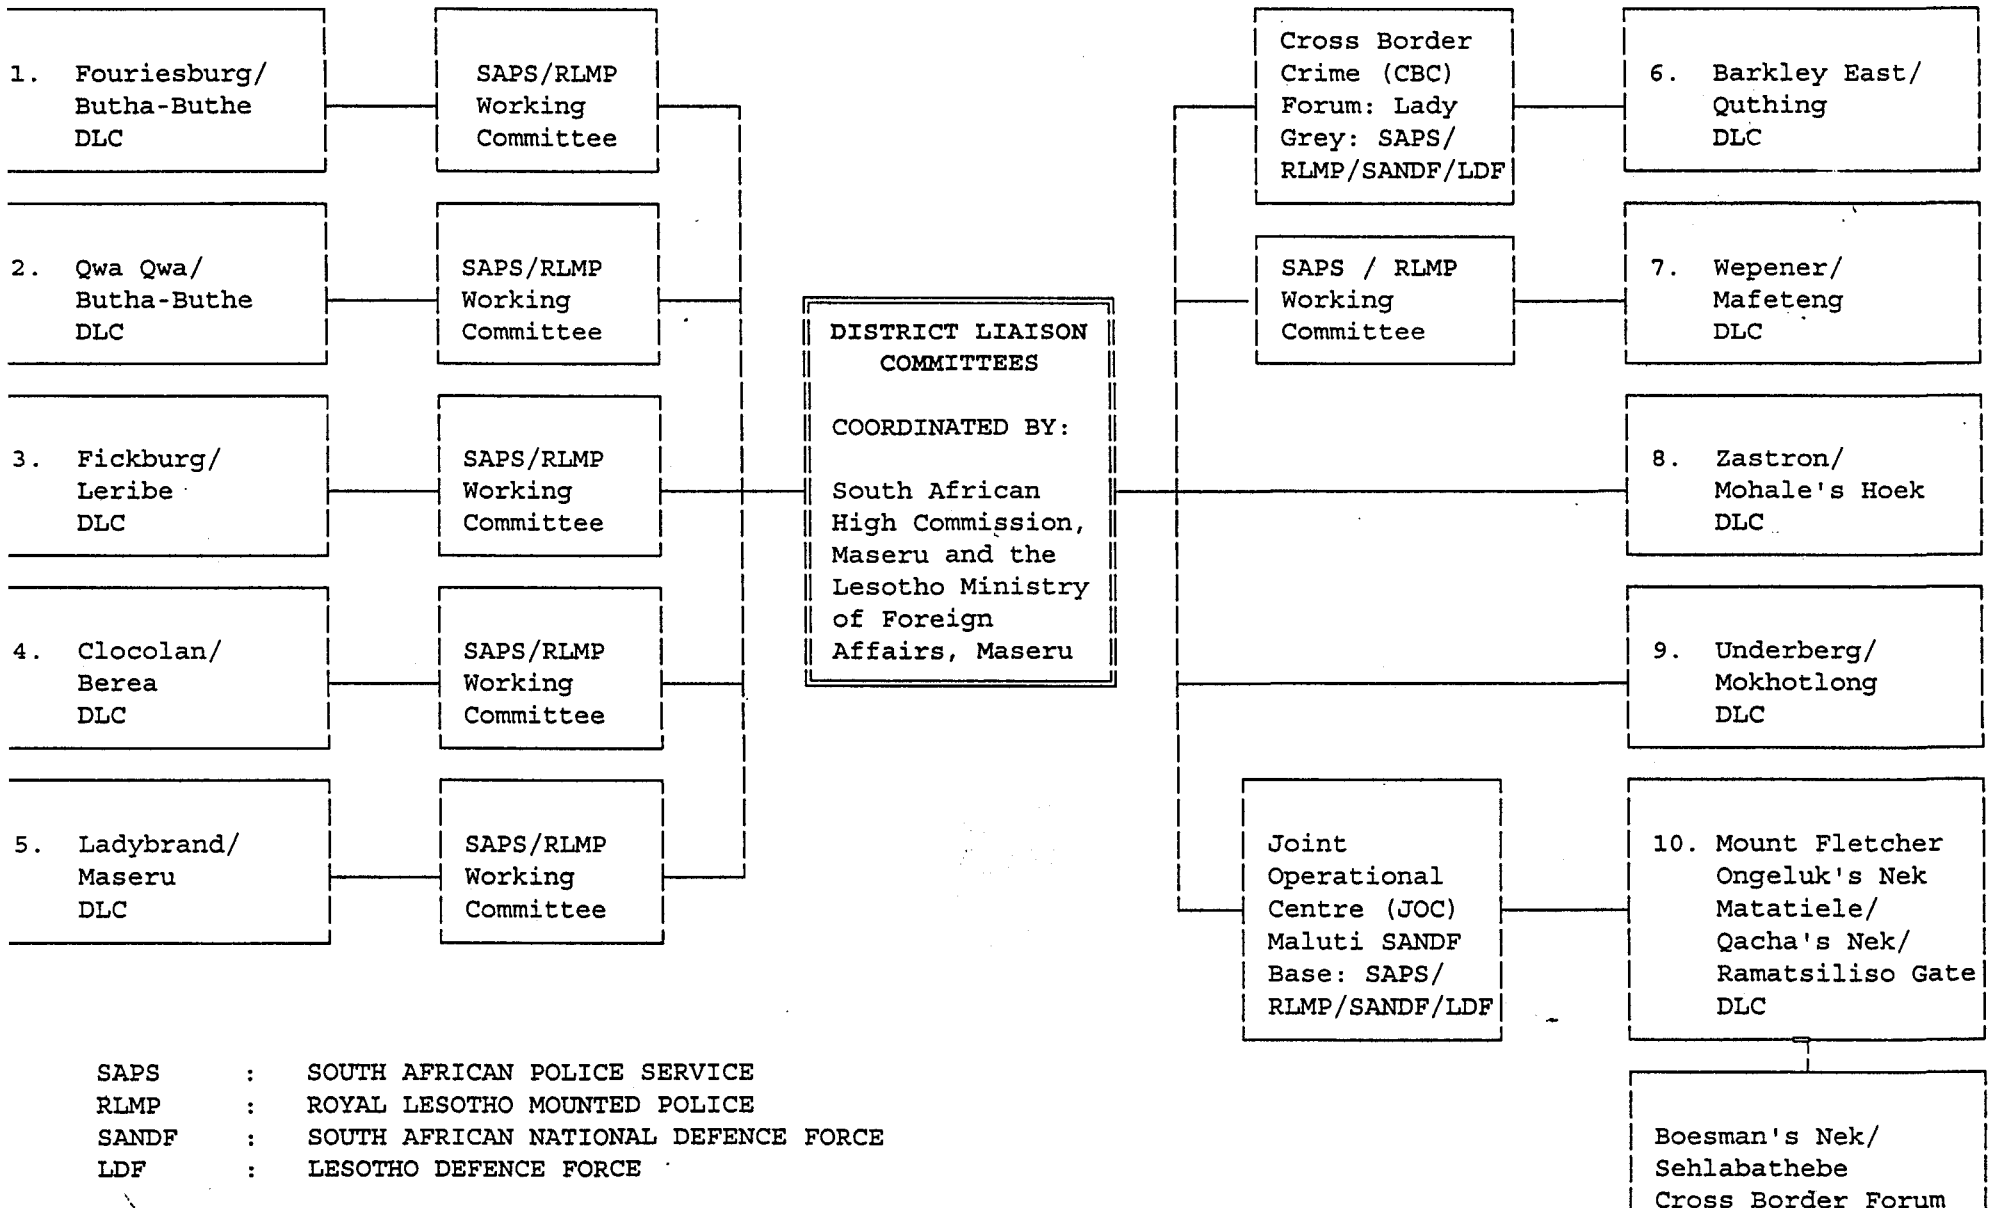 1. Fouriesburg/
Butha-Buthe
DLC
SAPS/RLMP
Working
Committee
2. Qwa Qwa/
Butha-Buthe
DLC
SAPS/RLMP
Working
Committee
3. Fickburg/
Leribe
DLC
SAPS/RLMP
Working
Committee
4. Clocolan/
Berea
DLC
SAPS/RLMP
Working
Committee
5. Ladybrand/
Maseru
DLC
SAPS/RLMP
Working
Committee
DISTRICT LIAISON
COMMITTEES
COORDINATED BY:
South African
High Commission,
Maseru and the
Lesotho Ministry
of Foreign
Affairs, Maseru
Cross Border
Crime (CBC)
Forum: Lady
Grey: SAPS/
RLMP/SANDF/LDF
6. Barkley East/
Quthing
DLC
SAPS / RLMP
Working
Committee
7. Wepener/
Mafeteng
DLC
8. Zastron/
Mohale's Hoek
DLC
9. Underberg/
Mokhotlong
DLC
Joint
Operational
Centre (JOC)
Maluti SANDF
Base: SAPS/
RLMP/SANDF/LDF
10. Mount Fletcher
Ongeluk's Nek
Matatiele/
Qacha's Nek/
Ramatsiliso Gate
DLC
Boesman's Nek/
Sehlabathebe
Cross Border Forum
SAPS : SOUTH AFRICAN POLICE SERVICE
RLMP : ROYAL LESOTHO MOUNTED POLICE
SANDF : SOUTH AFRICAN NATIONAL DEFENCE FORCE
LDF : LESOTHO DEFENCE FORCE